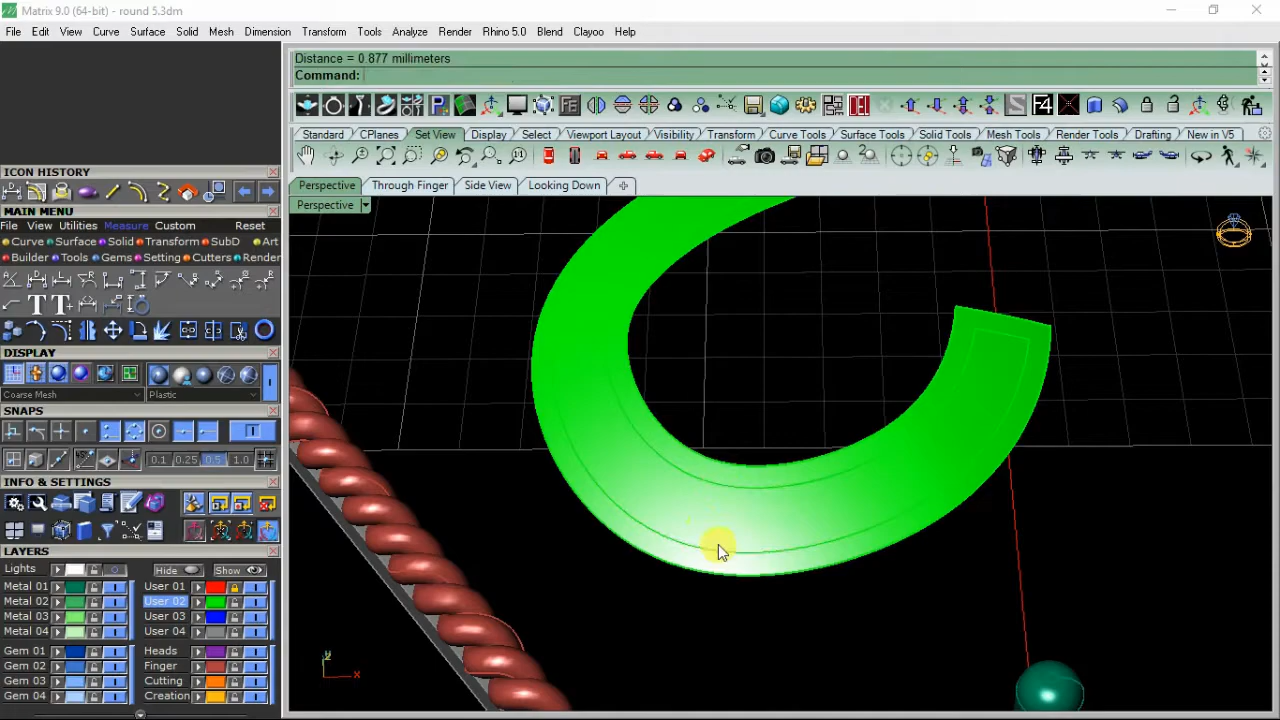 Matrix 9.0 (64-bit) - round 5.3dm
File Edit View Curve Surface Solid Mesh Dimension Transform Tools Analyze Render Rhino 5.0 Blend Clayoo Help
Distance = 0.877 millimeters
Command:
Standard CPlanes Set View Display Select Viewport Layout Visibility Transform Curve Tools Surface Tools Solid Tools Mesh Tools Render Tools Drafting New in V5
Perspective Through Finger Side View Looking Down
Perspective
ICON HISTORY
MAIN MENU
File View Utilities Measure Custom Reset
Curve Surface Solid Transform SubD Art
Builder Tools Gems Setting Cutters Render
DISPLAY
Coarse Mesh Plastic
SNAPS
0.1 0.25 0.5 1.0
INFO & SETTINGS
LAYERS
Lights Hide Show
Metal 01 User 01
Metal 02 User 02
Metal 03 User 03
Metal 04 User 04
Gem 01 Heads
Gem 02 Finger
Gem 03 Cutting
Gem 04 Creation
y
x